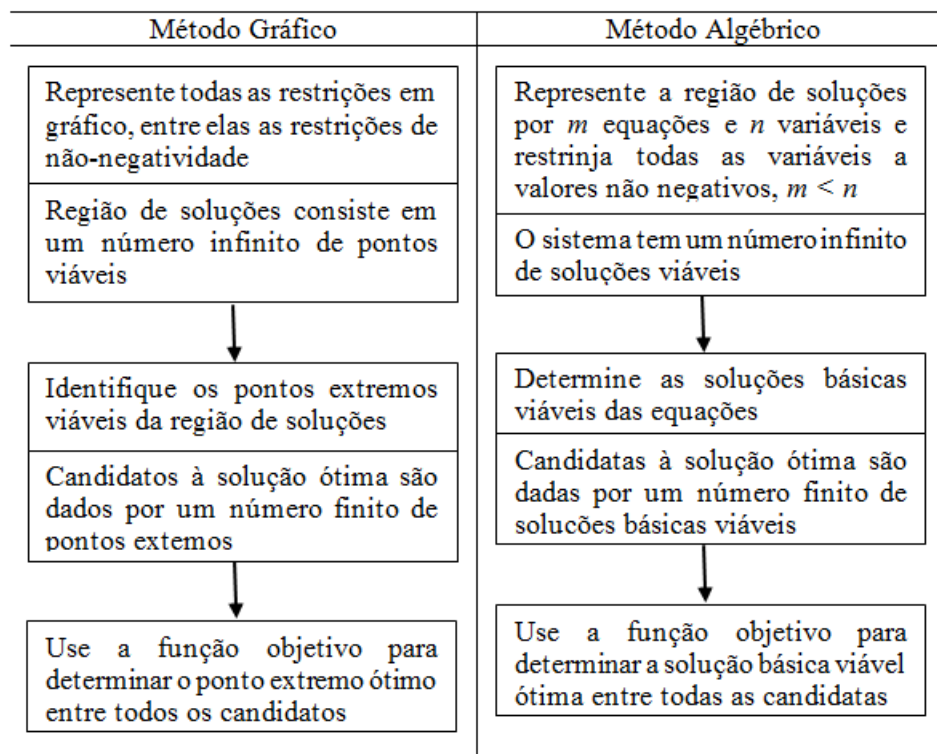 Método Gráfico
Represente todas as restrições em
gráfico, entre elas as restrições de
não-negatividade
Região de soluções consiste em
um número infinito de pontos
viáveis
Identifique os pontos extremos
viáveis da região de soluções
Candidatos à solução ótima são
dados por um número finito de
pontos extemos
Use a função objetivo para
determinar o ponto extremo ótimo
entre todos os candidatos
Método Algébrico
Represente a região de soluções
por m equações e n variáveis e
restrinja todas as variáveis a
valores não negativos, m < n
O sistema tem um número infinito
de soluções viáveis
Determine as soluções básicas
viáveis das equações
Candidatas à solução ótima são
dadas por um número finito de
soluções básicas viáveis
Use a função objetivo para
determinar a solução básica viável
ótima entre todas as candidatas